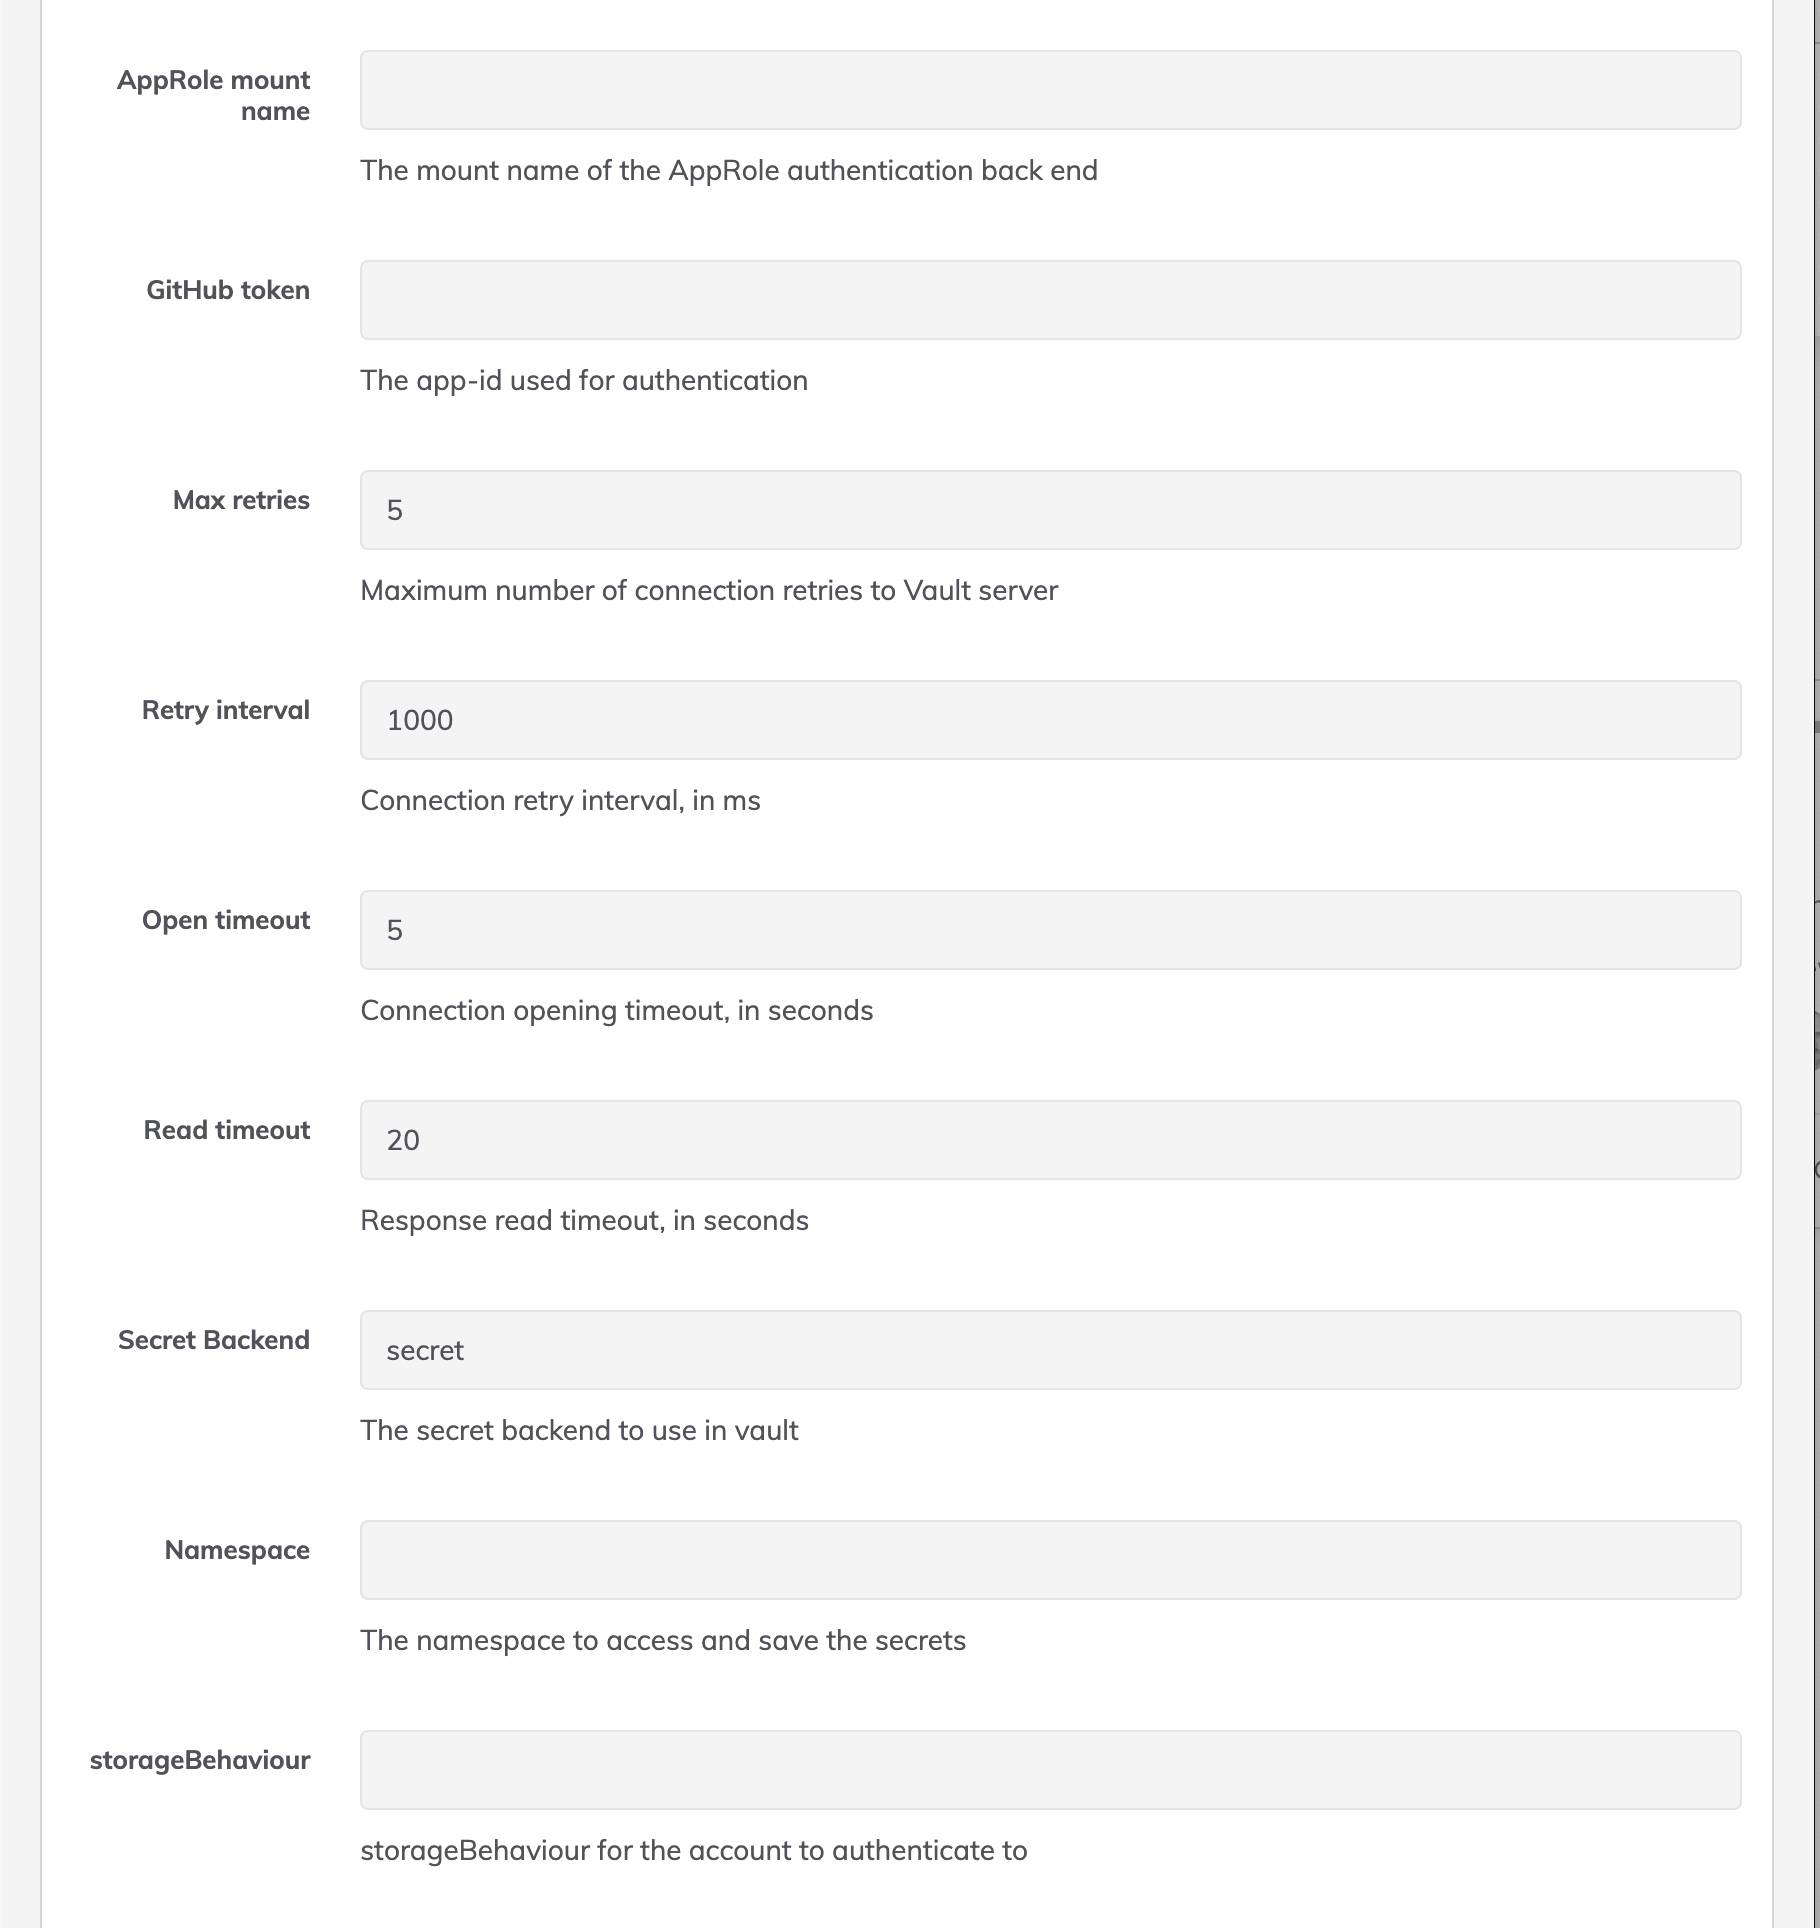 AppRole mount
name
The mount name of the AppRole authentication back end
GitHub token
The app-id used for authentication
Max retries
5
Maximum number of connection retries to Vault server
Retry interval
1000
Connection retry interval, in ms
Open timeout
5
Connection opening timeout, in seconds
Read timeout
20
Response read timeout, in seconds
Secret Backend
secret
The secret backend to use in vault
Namespace
The namespace to access and save the secrets
storageBehaviour
storageBehaviour for the account to authenticate to